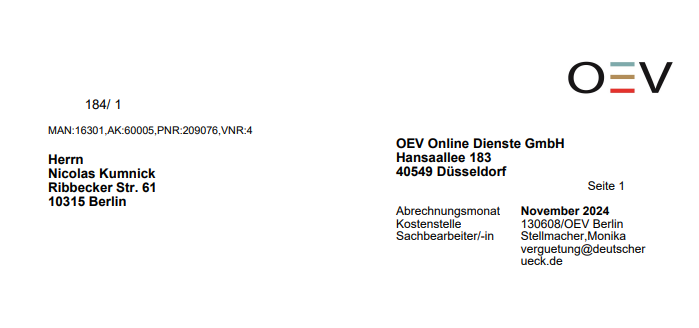 OEV
184/ 1
MAN:16301,AK:60005,PNR:209076,VNR:4
Herrn
Nicolas Kumnick
Ribbecker Str. 61
10315 Berlin
OEV Online Dienste GmbH
Hansaallee 183
40549 Düsseldorf
Seite 1
Abrechnungsmonat November 2024
Kostenstelle 130608/OEV Berlin
Sachbearbeiter/-in Stellmacher,Monika
verguetung@deutscher
ueck.de